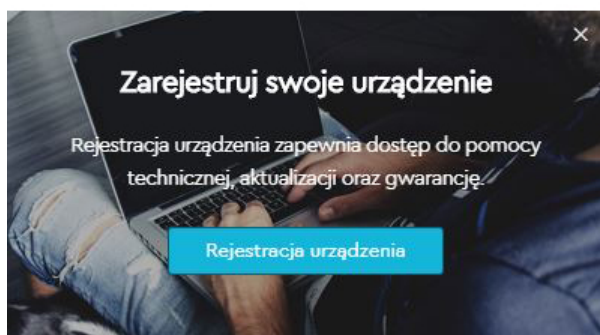 Zarejestruj swoje urządzenie
Rejestracja urządzenia zapewnia dostęp do pomocy
technicznej, aktualizacji oraz gwarancję.
Rejestracja urządzenia